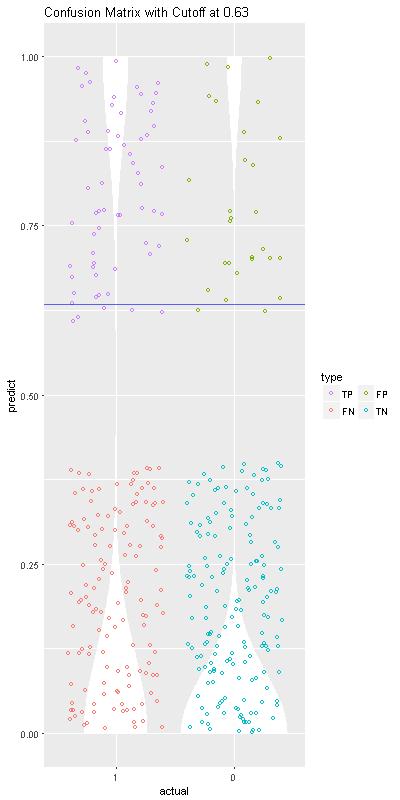 Confusion Matrix with Cutoff at 0.63
1.00
0.75
0.50
0.25
0.00
predict
1 0
actual
type
TP FP
FN TN